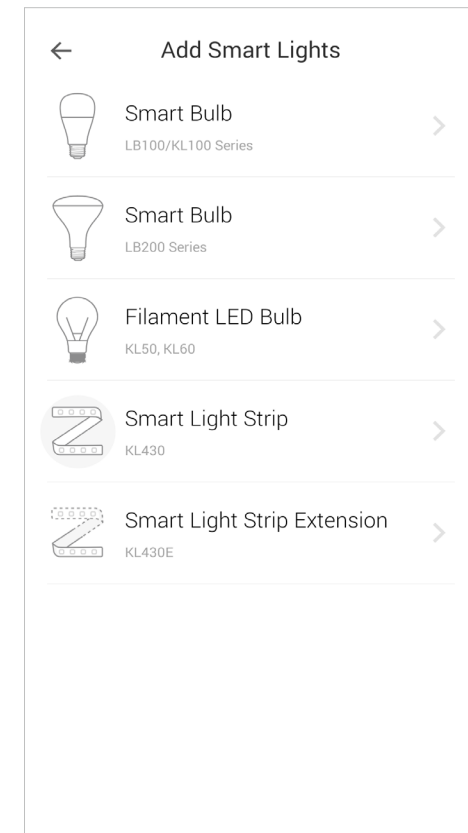 Add Smart Lights
Smart Bulb
LB100/KL100 Series
Smart Bulb
LB200 Series
Filament LED Bulb
KL50, KL60
Smart Light Strip
KL430
Smart Light Strip Extension
KL430E